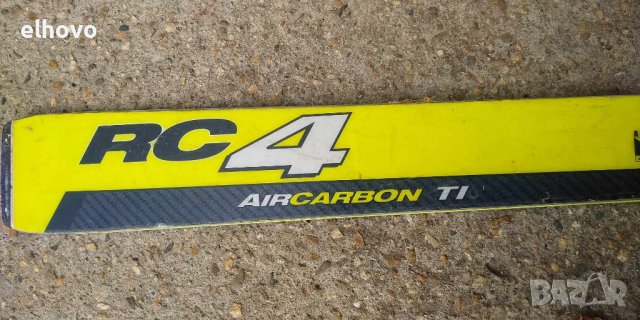 elhovo
RC4
AIRCARBON TI
BAZAR